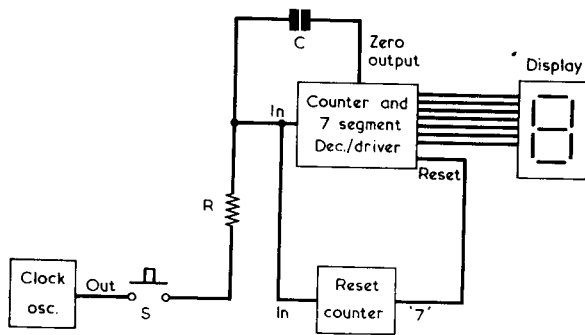 C
Zero
output
Display
In
Counter and
7 segment
Dec./driver
Reset
R
Clock
osc.
Out
S
In
Reset
counter
'7'